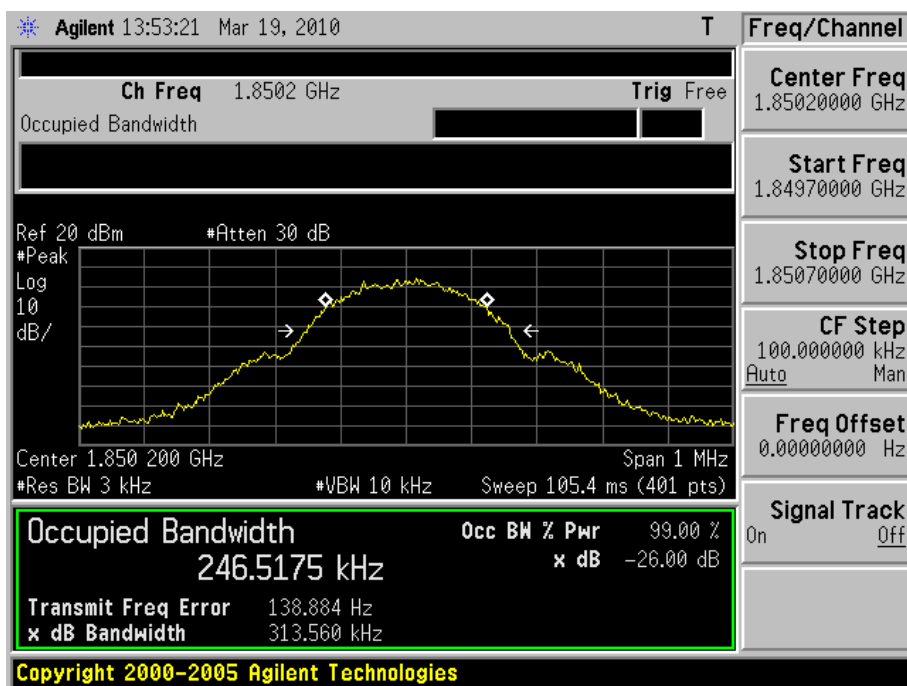 Agilent 13:53:21 Mar 19, 2010 T
Freq/Channel
Ch Freq 1.8502 GHz Trig Free
Occupied Bandwidth
Center Freq
1.85020000 GHz
Start Freq
1.84970000 GHz
Stop Freq
1.85070000 GHz
CF Step
100.000000 kHz
Auto Man
Freq Offset
0.00000000 Hz
Signal Track
On Off
Ref 20 dBm #Atten 30 dB
#Peak
Log
10
dB/
Center 1.850 200 GHz Span 1 MHz
#Res BW 3 kHz #VBW 10 kHz Sweep 105.4 ms (401 pts)
Occupied Bandwidth Occ BW % Pwr 99.00 %
246.5175 kHz x dB -26.00 dB
Transmit Freq Error 138.884 Hz
x dB Bandwidth 313.560 kHz
Copyright 2000-2005 Agilent Technologies